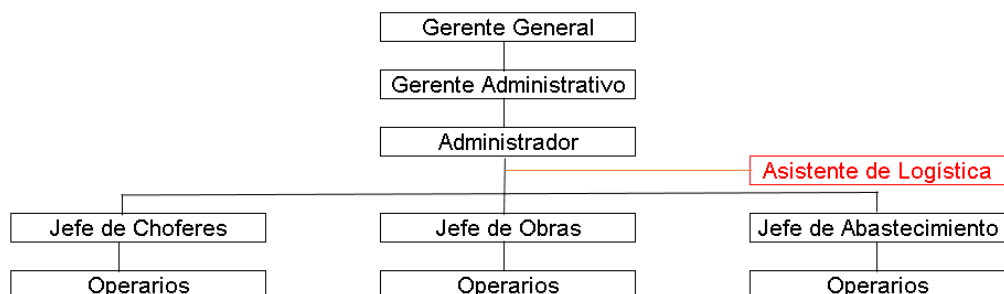 Gerente General
Gerente Administrativo
Administrador
Asistente de Logística
Jefe de Choferes
Jefe de Obras
Jefe de Abastecimiento
Operarios
Operarios
Operarios